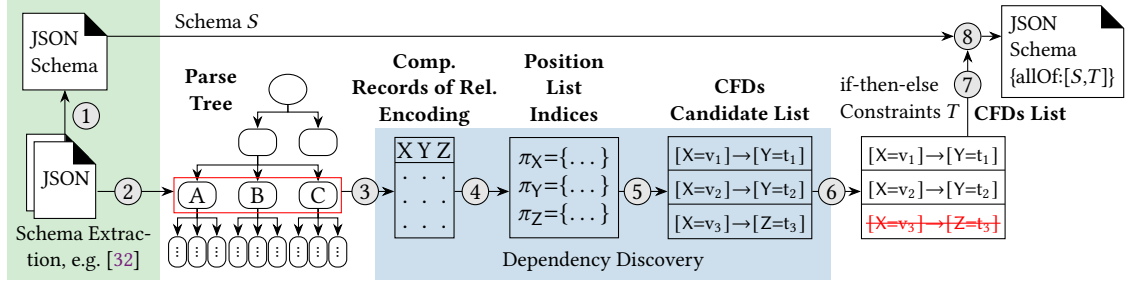 JSON
Schema
1
JSON
Schema Extrac-
tion, e.g. [32]
Schema S
2
Parse
Tree
A B C
⋮ ⋮ ⋮ ⋮ ⋮ ⋮ ⋮ ⋮ ⋮
3
Comp.
Records of Rel.
Encoding
X Y Z
. . .
. . .
. . .
4
Position
List
Indices
πX={...}
πY={...}
πZ={...}
5
CFDs
Candidate List
[X=v1]→[Y=t1]
[X=v2]→[Y=t2]
[X=v3]→[Z=t3]
Dependency Discovery
6
if-then-else
Constraints T
7
CFDs List
[X=v1]→[Y=t1]
[X=v2]→[Y=t2]
[X=v3]→[Z=t3]
8
JSON
Schema
{allOf:[S,T]}